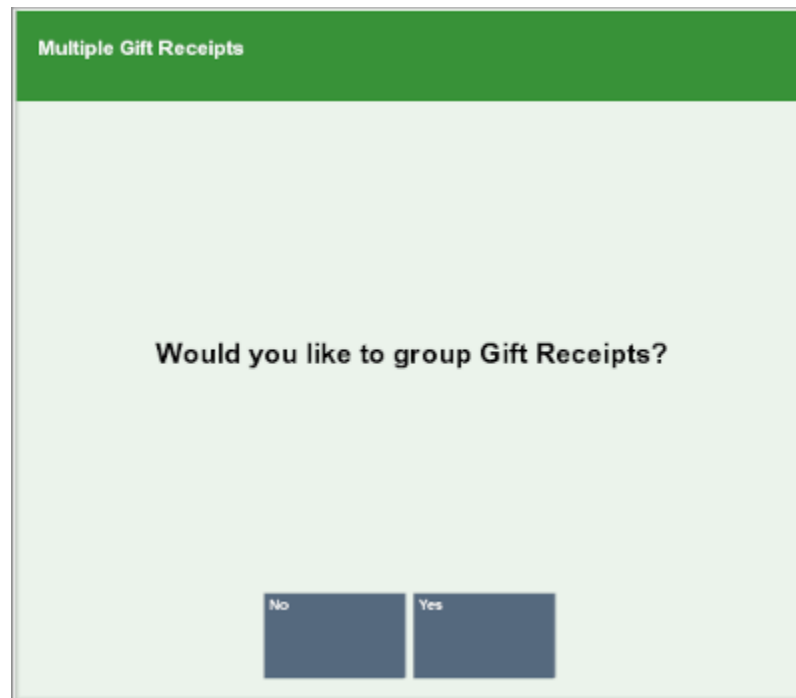 Multiple Gift Receipts
Would you like to group Gift Receipts?
No
Yes